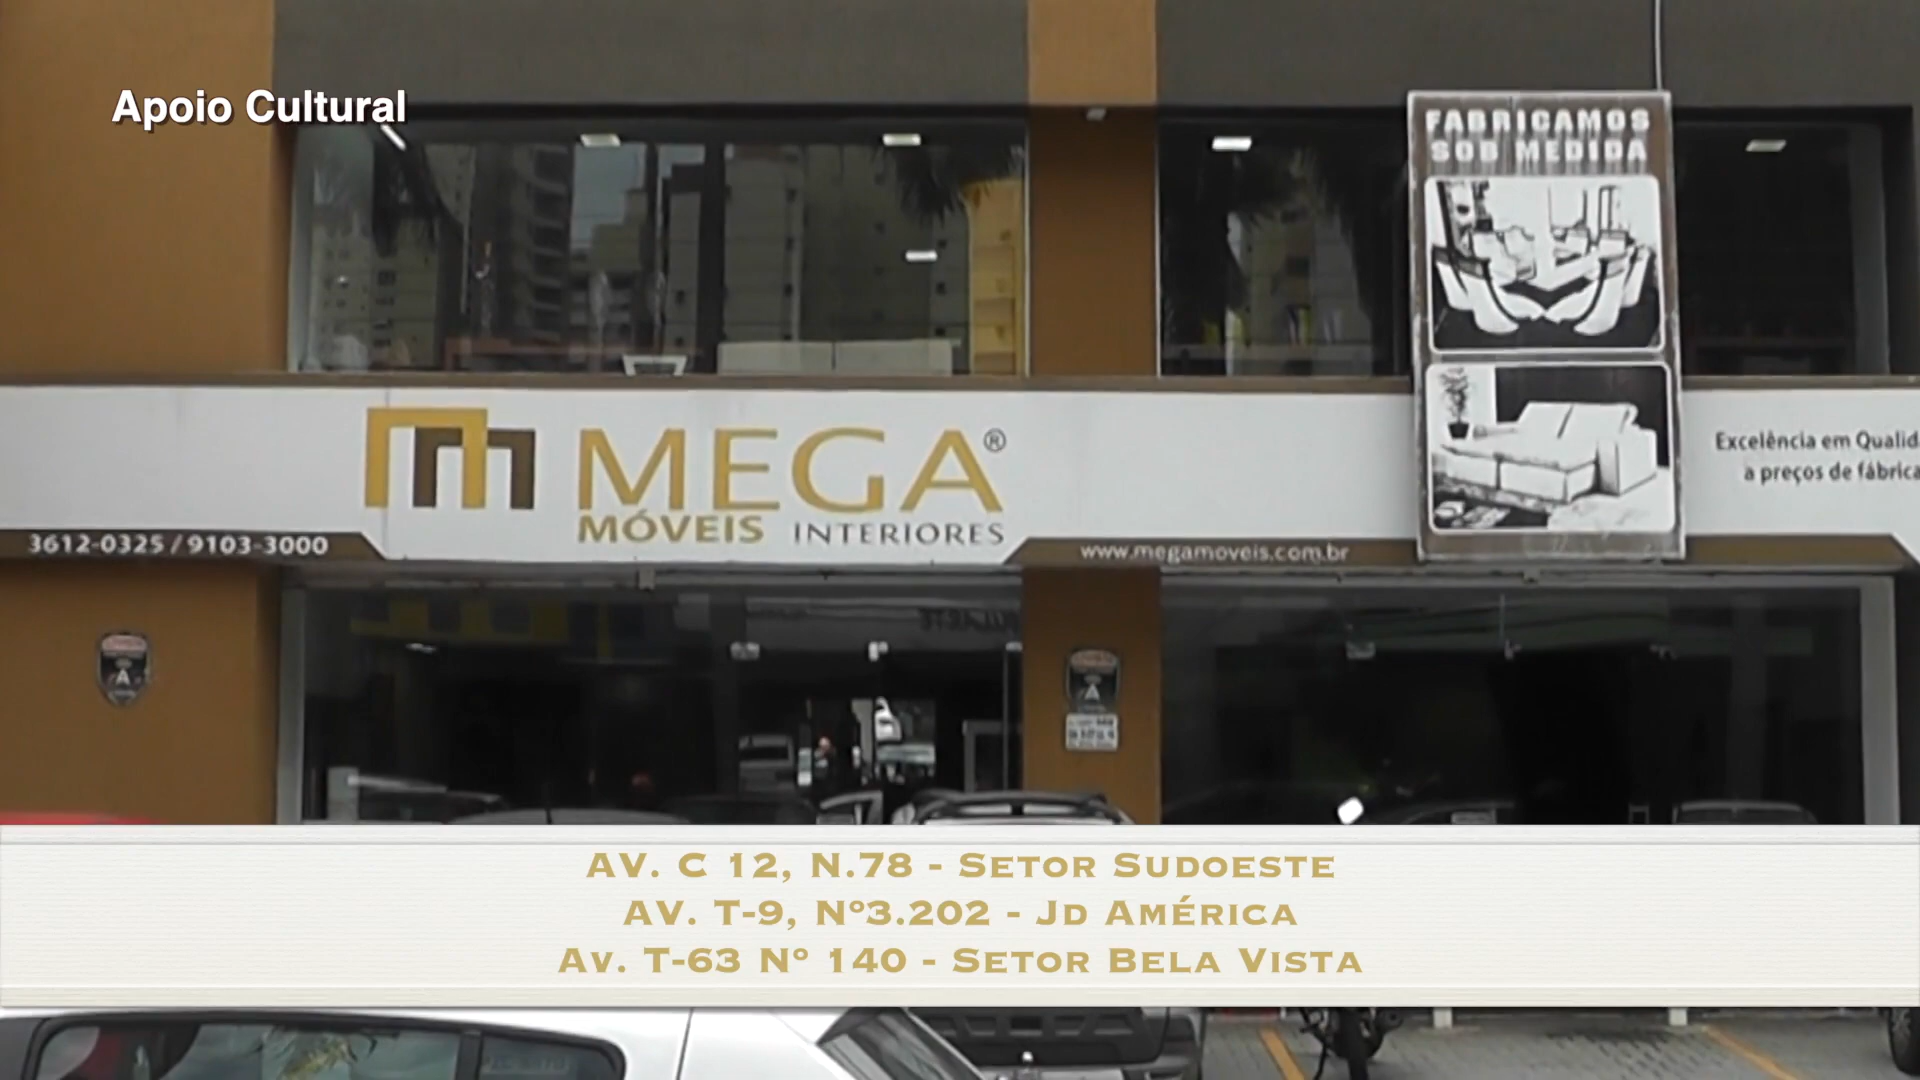 Apoio Cultural
FABRICAMOS
SOB MEDIDA
MEGA®
MÓVEIS INTERIORES
Excelência em Qualid
a preços de fábrica
3612-0325 / 9103-3000
www.megamoveis.com.br
AV. C 12, N.78 - Setor Sudoeste
AV. T-9, Nº3.202 - Jd América
Av. T-63 Nº 140 - Setor Bela Vista